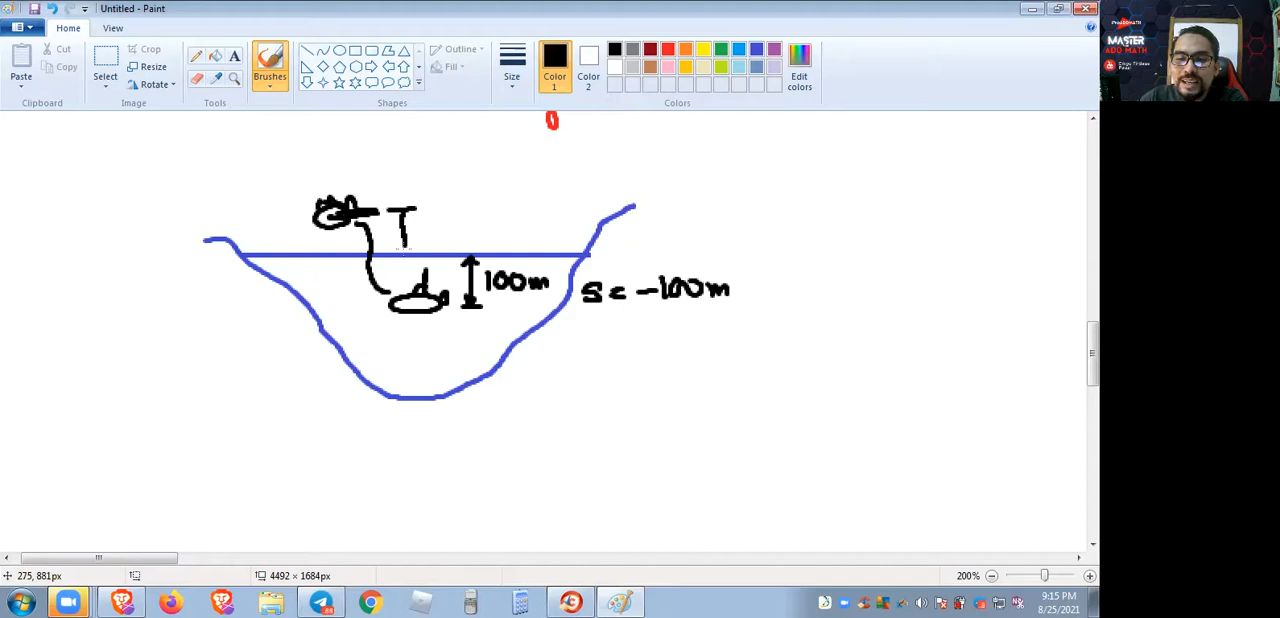 Untitled - Paint
Home
View
Paste
Cut
Copy
Clipboard
Select
Crop
Resize
Rotate
Image
Tools
Brushes
Shapes
Outline
Fill
Size
Color 1
Color 2
Edit colors
Colors
0
T
100m
S = -100m
275, 881px
4492 × 1684px
200%
9:15 PM
8/25/2021
MASTER
ADD MATH